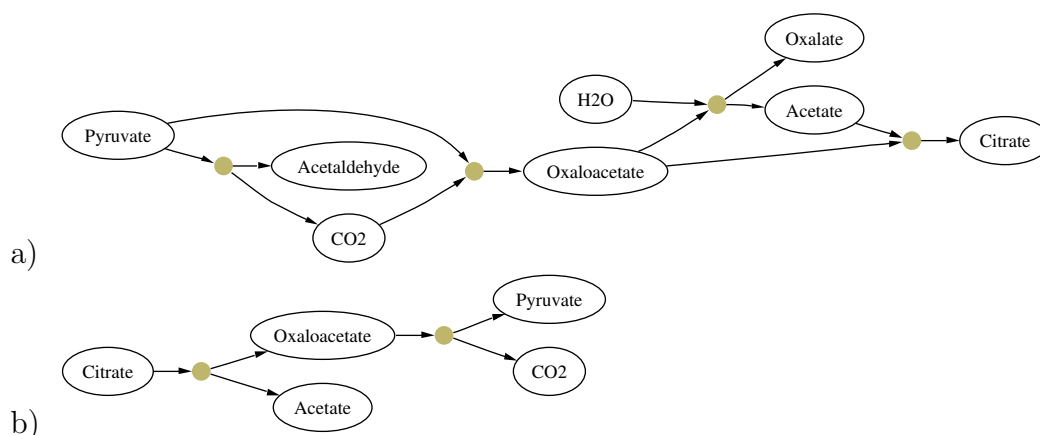 Oxalate
H2O
Acetate
Pyruvate
Citrate
Acetaldehyde
Oxaloacetate
CO2
a)
Pyruvate
Oxaloacetate
Citrate
CO2
Acetate
b)